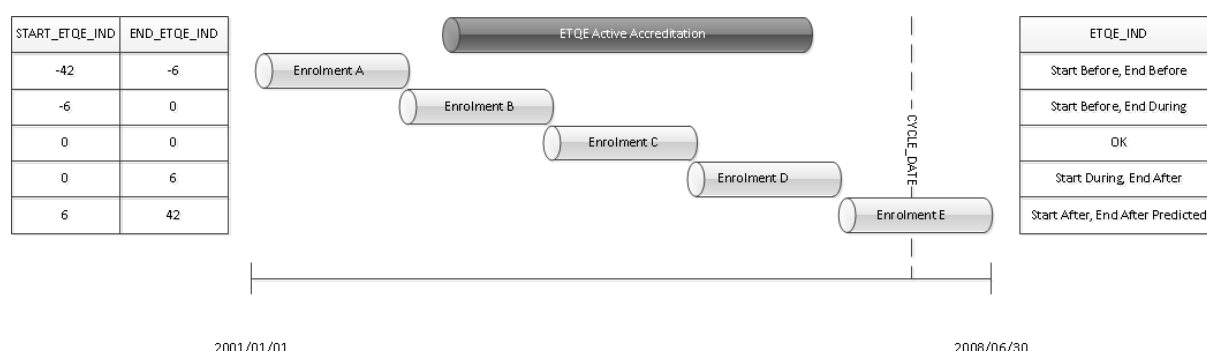 START_ETQE_IND END_ETQE_IND ETQE Active Accreditation ETQE_IND
-42 -6 Enrolment A Start Before, End Before
-6 0 Enrolment B Start Before, End During
0 0 Enrolment C OK
0 6 Enrolment D Start During, End After
6 42 Enrolment E Start After, End After Predicted
CYCLE_DATE
2001/01/01 2008/06/30